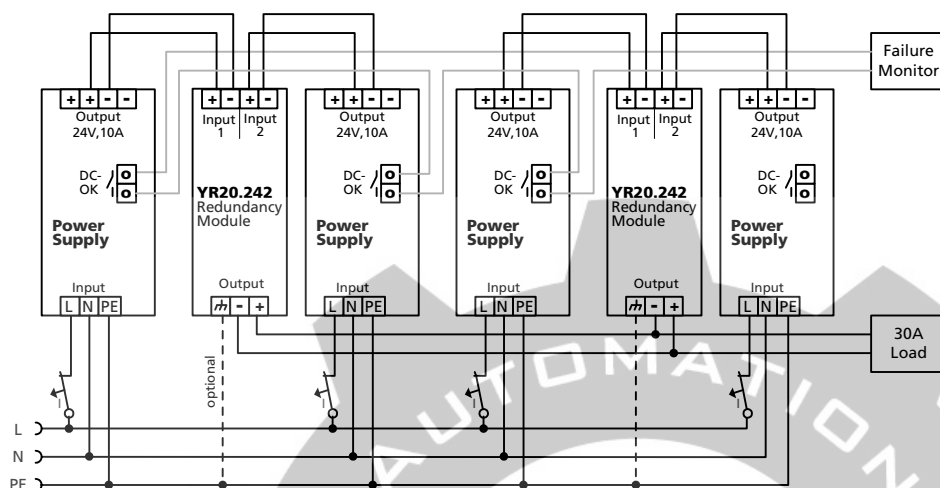 Failure
Monitor
+ + - -
Output
24V,10A
DC-
OK
Power
Supply
Input
L N PE
+ - + -
Input
1
Input
2
YR20.242
Redundancy
Module
Output
- +
optional
+ + - -
Output
24V,10A
DC-
OK
Power
Supply
Input
L N PE
+ + - -
Output
24V,10A
DC-
OK
Power
Supply
Input
L N PE
+ - + -
Input
1
Input
2
YR20.242
Redundancy
Module
Output
- +
+ + - -
Output
24V,10A
DC-
OK
Power
Supply
Input
L N PE
30A
Load
I
I
I
I
L
N
PE
AUTOMATION